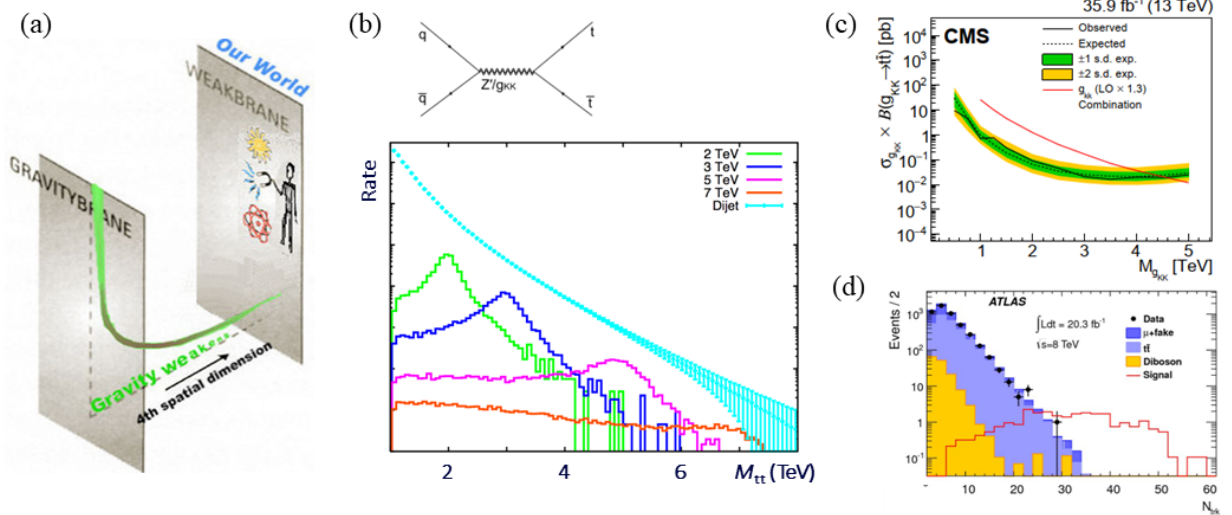 (a)
Our World
WEAKBRANE
GRAVITYBRANE
Gravity weakens
4th spatial dimension
(b)
q
t
q̅
Z'/gKK
t̅
Rate
2 TeV
3 TeV
5 TeV
7 TeV
Dijet
2
4
6
Mtt (TeV)
(c)
35.9 fb⁻¹ (13 TeV)
CMS
Observed
Expected
±1 s.d. exp.
±2 s.d. exp.
gkk (LO × 1.3)
Combination
σgKK × B(gKK→tt̅) [pb]
10⁴
10³
10²
10
1
10⁻¹
10⁻²
10⁻³
10⁻⁴
1
2
3
4
5
MgKK [TeV]
(d)
ATLAS
∫Ldt = 20.3 fb⁻¹
√s=8 TeV
Data
μ+fake
tt̅
Diboson
Signal
Events / 2
10³
10²
10
1
10⁻¹
10
20
30
40
50
60
Ntrk